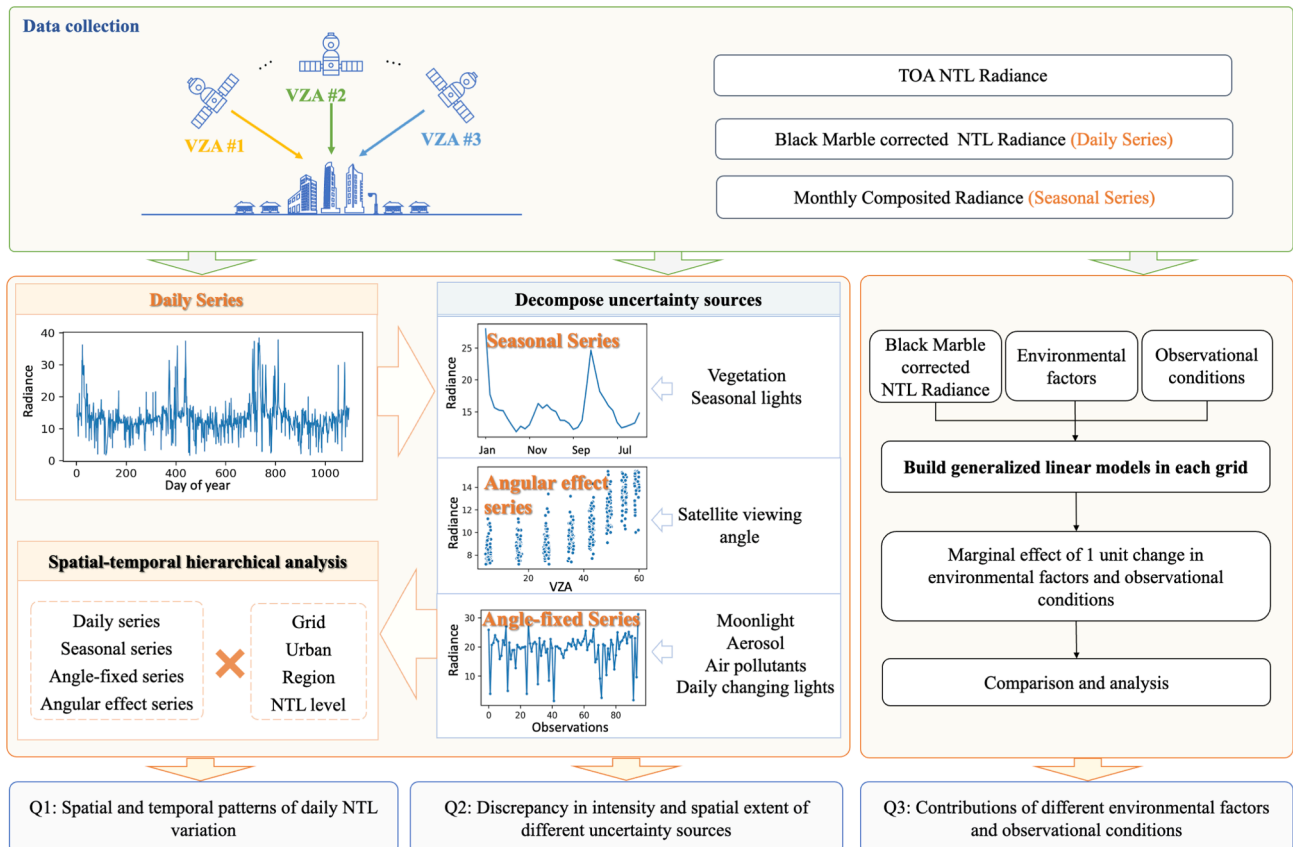 Data collection
VZA #1
VZA #2
VZA #3
TOA NTL Radiance
Black Marble corrected NTL Radiance (Daily Series)
Monthly Composited Radiance (Seasonal Series)
Daily Series
40
30
20
10
0
Radiance
0 200 400 600 800 1000
Day of year
Decompose uncertainty sources
Seasonal Series
25
20
15
Radiance
Jan Nov Sep Jul
Vegetation
Seasonal lights
Angular effect
series
14
12
10
8
Radiance
20 40 60
VZA
Satellite viewing
angle
Angle-fixed Series
30
20
10
Radiance
0 20 40 60 80
Observations
Moonlight
Aerosol
Air pollutants
Daily changing lights
Spatial-temporal hierarchical analysis
Daily series
Seasonal series
Angle-fixed series
Angular effect series
Grid
Urban
Region
NTL level
Black Marble
corrected
NTL Radiance
Environmental
factors
Observational
conditions
Build generalized linear models in each grid
Marginal effect of 1 unit change in
environmental factors and observational
conditions
Comparison and analysis
Q1: Spatial and temporal patterns of daily NTL
variation
Q2: Discrepancy in intensity and spatial extent of
different uncertainty sources
Q3: Contributions of different environmental factors
and observational conditions